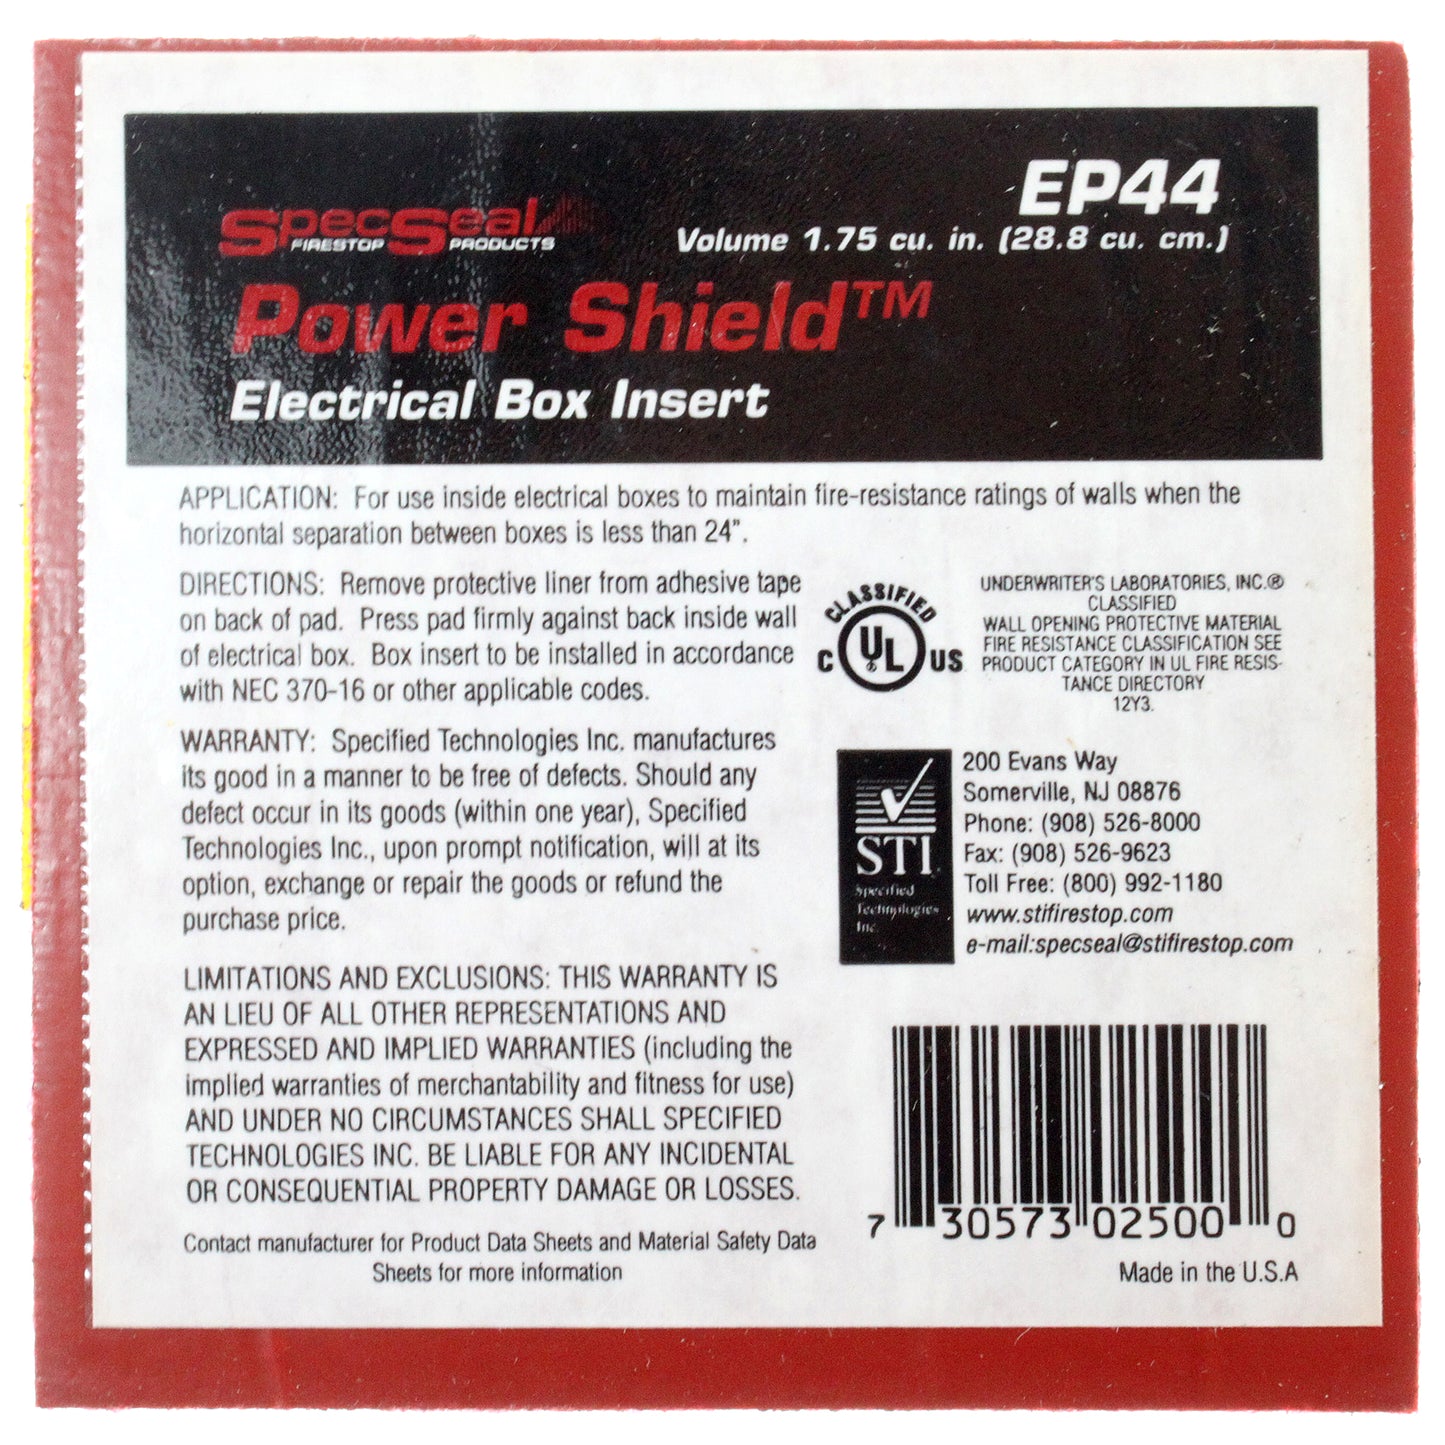 EP44
SpecSeal
FIRESTOP PRODUCTS
Volume 1.75 cu. in. (28.8 cu. cm.)
Power Shield™
Electrical Box Insert
APPLICATION: For use inside electrical boxes to maintain fire-resistance ratings of walls when the
horizontal separation between boxes is less than 24".
DIRECTIONS: Remove protective liner from adhesive tape
on back of pad. Press pad firmly against back inside wall
of electrical box. Box insert to be installed in accordance
with NEC 370-16 or other applicable codes.
CLASSIFIED
C UL US
UNDERWRITER'S LABORATORIES, INC.®
CLASSIFIED
WALL OPENING PROTECTIVE MATERIAL
FIRE RESISTANCE CLASSIFICATION SEE
PRODUCT CATEGORY IN UL FIRE RESIS-
TANCE DIRECTORY
12Y3.
WARRANTY: Specified Technologies Inc. manufactures
its good in a manner to be free of defects. Should any
defect occur in its goods (within one year), Specified
Technologies Inc., upon prompt notification, will at its
option, exchange or repair the goods or refund the
purchase price.
STI
Specified
Technologies
Inc.
200 Evans Way
Somerville, NJ 08876
Phone: (908) 526-8000
Fax: (908) 526-9623
Toll Free: (800) 992-1180
www.stifirestop.com
e-mail:specseal@stifirestop.com
LIMITATIONS AND EXCLUSIONS: THIS WARRANTY IS
AN LIEU OF ALL OTHER REPRESENTATIONS AND
EXPRESSED AND IMPLIED WARRANTIES (including the
implied warranties of merchantability and fitness for use)
AND UNDER NO CIRCUMSTANCES SHALL SPECIFIED
TECHNOLOGIES INC. BE LIABLE FOR ANY INCIDENTAL
OR CONSEQUENTIAL PROPERTY DAMAGE OR LOSSES.
7 30573 02500 0
Contact manufacturer for Product Data Sheets and Material Safety Data
Sheets for more information
Made in the U.S.A